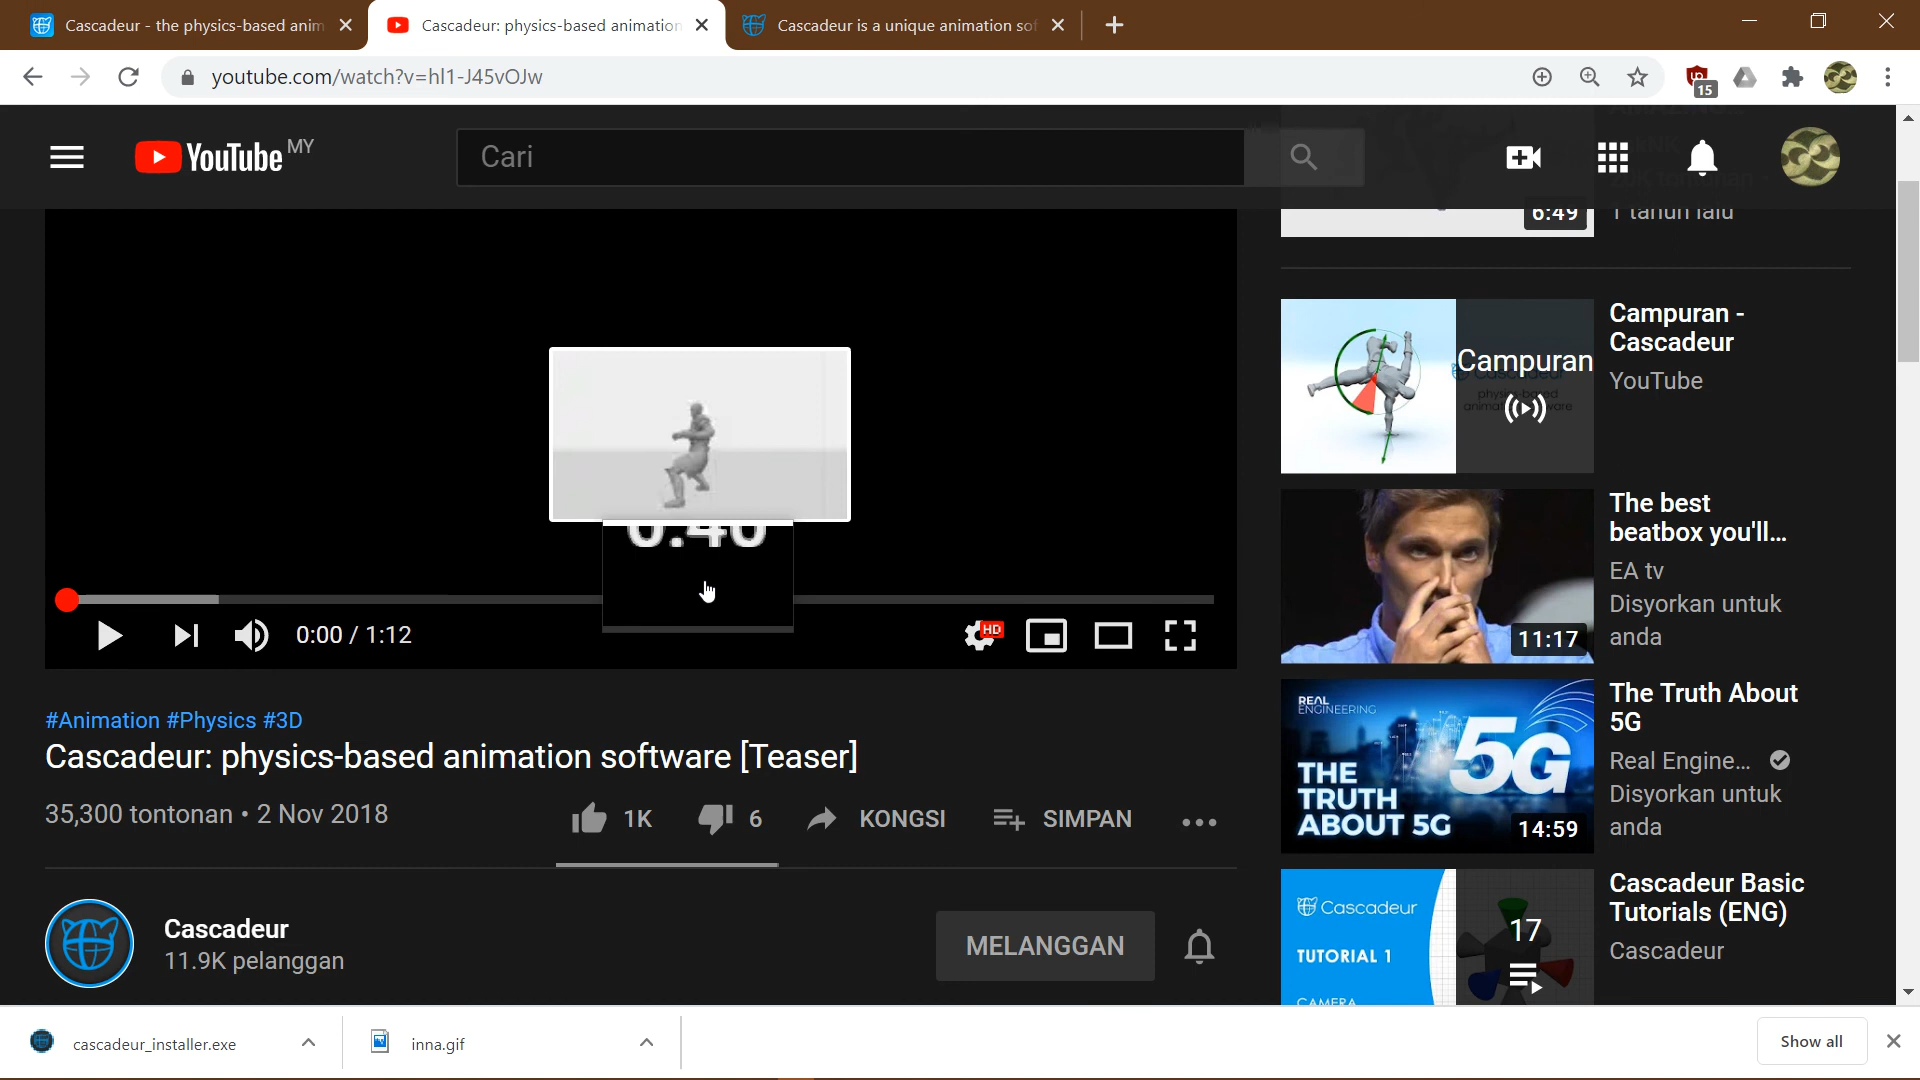 Cascadeur - the physics-based anim
Cascadeur: physics-based animation
Cascadeur is a unique animation sof
youtube.com/watch?v=hl1-J45vOJw
15
YouTube MY
Cari
6:49
1 tahun lalu
0:40
0:00 / 1:12
HD
#Animation #Physics #3D
Cascadeur: physics-based animation software [Teaser]
35,300 tontonan • 2 Nov 2018
1K
6
KONGSI
SIMPAN
Cascadeur
11.9K pelanggan
MELANGGAN
Campuran
Campuran -
Cascadeur
YouTube
11:17
The best
beatbox you'll...
EA tv
Disyorkan untuk
anda
REAL
ENGINEERING
5G
THE
TRUTH
ABOUT 5G
14:59
The Truth About
5G
Real Engine...
Disyorkan untuk
anda
Cascadeur
TUTORIAL 1
CAMERA
17
Cascadeur Basic
Tutorials (ENG)
Cascadeur
cascadeur_installer.exe
inna.gif
Show all